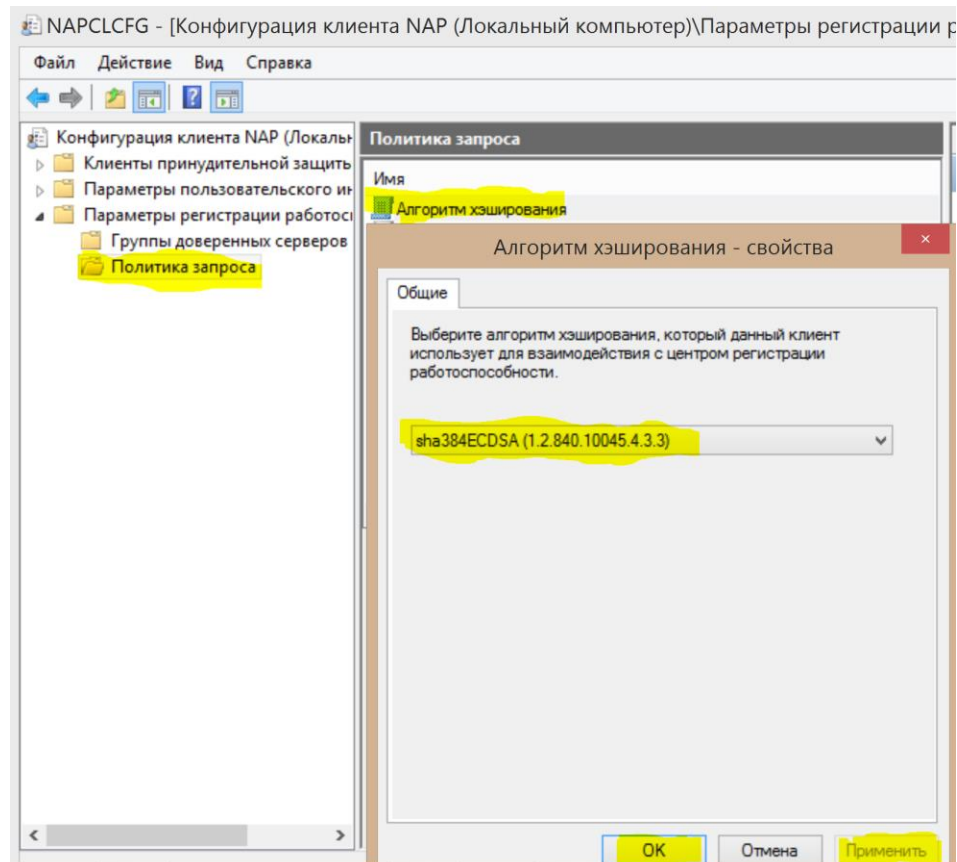 NAPCLCFG - [Конфигурация клиента NAP (Локальный компьютер)\Параметры регистрации р
Файл Действие Вид Справка
Конфигурация клиента NAP (Локальн
Клиенты принудительной защить
Параметры пользовательского ин
Параметры регистрации работос
Группы доверенных серверов
Политика запроса
Политика запроса
Имя
Алгоритм хэширования
Алгоритм хэширования - свойства
Общие
Выберите алгоритм хэширования, который данный клиент
использует для взаимодействия с центром регистрации
работоспособности.
sha384ECDSA (1.2.840.10045.4.3.3)
OK Отмена Применить